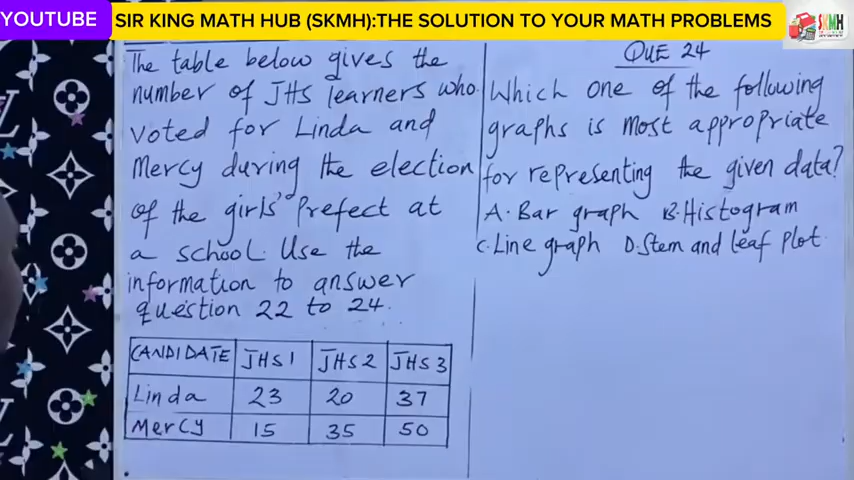 YOUTUBE
SIR KING MATH HUB (SKMH):THE SOLUTION TO YOUR MATH PROBLEMS
SKMH
The table below gives the
number of JHS learners who
voted for Linda and
Mercy during the election
of the girls' prefect at
a school. Use the
information to answer
question 22 to 24.
CANDIDATE JHS1 JHS2 JHS3
Linda 23 20 37
Mercy 15 35 50
QUE 24
Which one of the following
graphs is most appropriate
for representing the given data?
A. Bar graph B. Histogram
C. Line graph D. Stem and leaf plot.